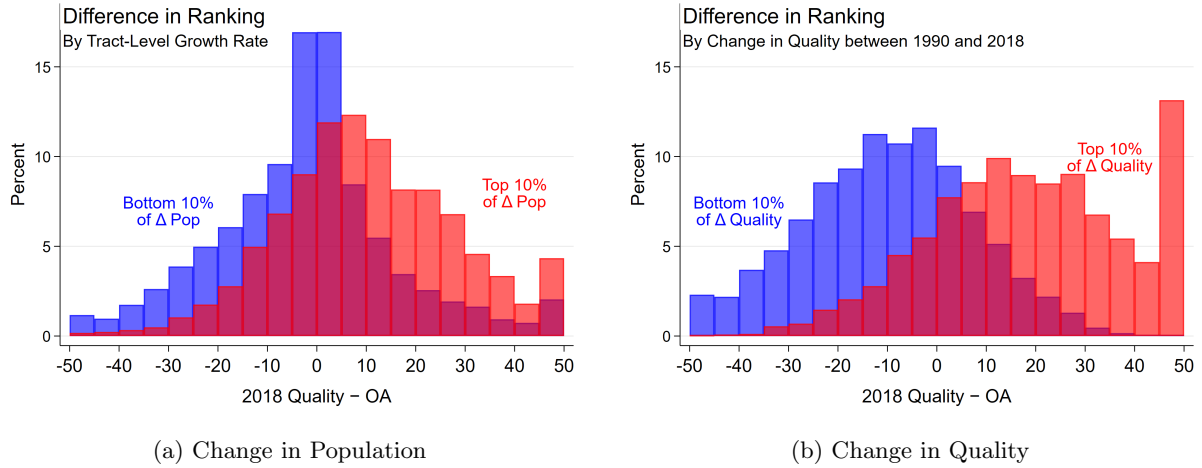 Difference in Ranking
By Tract-Level Growth Rate
Percent
15
10
5
0
Bottom 10%
of Δ Pop
Top 10%
of Δ Pop
-50 -40 -30 -20 -10 0 10 20 30 40 50
2018 Quality − OA
(a) Change in Population
Difference in Ranking
By Change in Quality between 1990 and 2018
Percent
15
10
5
0
Bottom 10%
of Δ Quality
Top 10%
of Δ Quality
-50 -40 -30 -20 -10 0 10 20 30 40 50
2018 Quality − OA
(b) Change in Quality